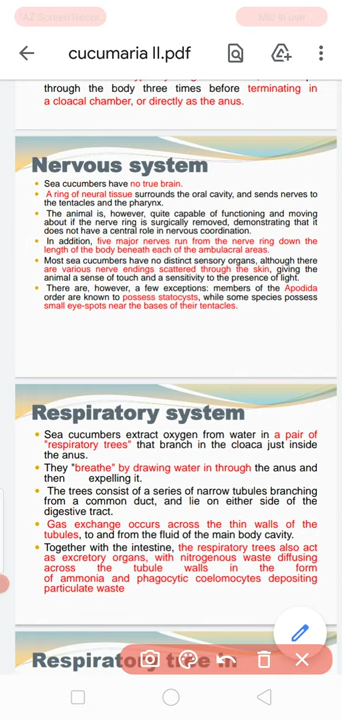 AZ Screen Recorder
cucumaria II.pdf
through the body three times before terminating in
a cloacal chamber, or directly as the anus.
Nervous system
• Sea cucumbers have no true brain.
• A ring of neural tissue surrounds the oral cavity, and sends nerves to
the tentacles and the pharynx.
• The animal is, however, quite capable of functioning and moving
about if the nerve ring is surgically removed, demonstrating that it
does not have a central role in nervous coordination.
• In addition, five major nerves run from the nerve ring down the
length of the body beneath each of the ambulacral areas.
• Most sea cucumbers have no distinct sensory organs, although there
are various nerve endings scattered through the skin, giving the
animal a sense of touch and a sensitivity to the presence of light.
• There are, however, a few exceptions: members of the Apodida
order are known to possess statocysts, while some species possess
small eye-spots near the bases of their tentacles.
Respiratory system
• Sea cucumbers extract oxygen from water in a pair of
"respiratory trees" that branch in the cloaca just inside
the anus.
• They "breathe" by drawing water in through the anus and
then expelling it.
• The trees consist of a series of narrow tubules branching
from a common duct, and lie on either side of the
digestive tract.
• Gas exchange occurs across the thin walls of the
tubules, to and from the fluid of the main body cavity.
• Together with the intestine, the respiratory trees also act
as excretory organs, with nitrogenous waste diffusing
across the tubule walls in the form
of ammonia and phagocytic coelomocytes depositing
particulate waste
Respiratory tree in